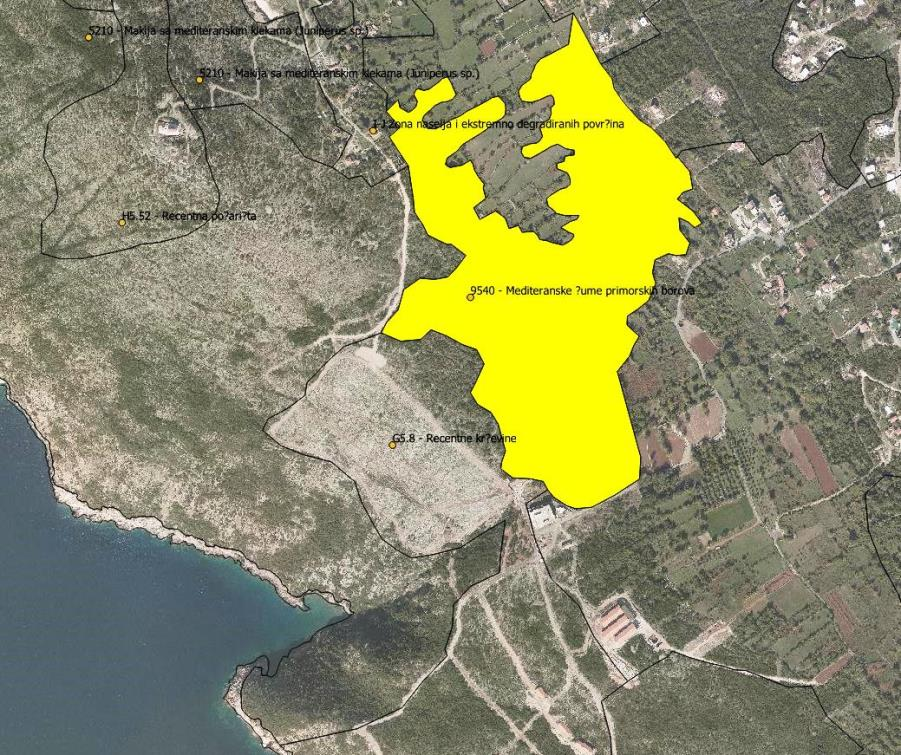 5210 - Makija sa mediteranskim klekama (Juniperus sp.)
5210 - Makija sa mediteranskim klekama (Juniperus sp.)
J J Zona naselja i ekstremno degradiranih povr?ina
H5.52 - Recentna po?ari?ta
9540 - Mediteranske ?ume primorskih borova
G5.8 - Recentne kr?evine